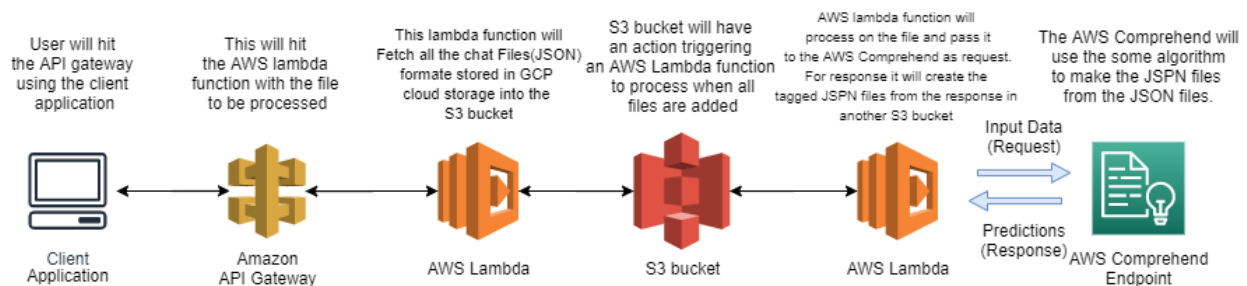 User will hit
the API gateway
using the client
application
This will hit
the AWS lambda
function with the file
to be processed
This lambda function will
Fetch all the chat Files(JSON)
formate stored in GCP
cloud storage into the
S3 bucket
S3 bucket will have
an action triggering
an AWS Lambda function
to process when all
files are added
AWS lambda function will
process on the file and pass it
to the AWS Comprehend as request.
For response it will create the
tagged JSPN files from the response in
another S3 bucket
The AWS Comprehend will
use the some algorithm
to make the JSPN files
from the JSON files.
Input Data
(Request)
Predictions
(Response)
Client
Application
Amazon
API Gateway
AWS Lambda
S3 bucket
AWS Lambda
AWS Comprehend
Endpoint